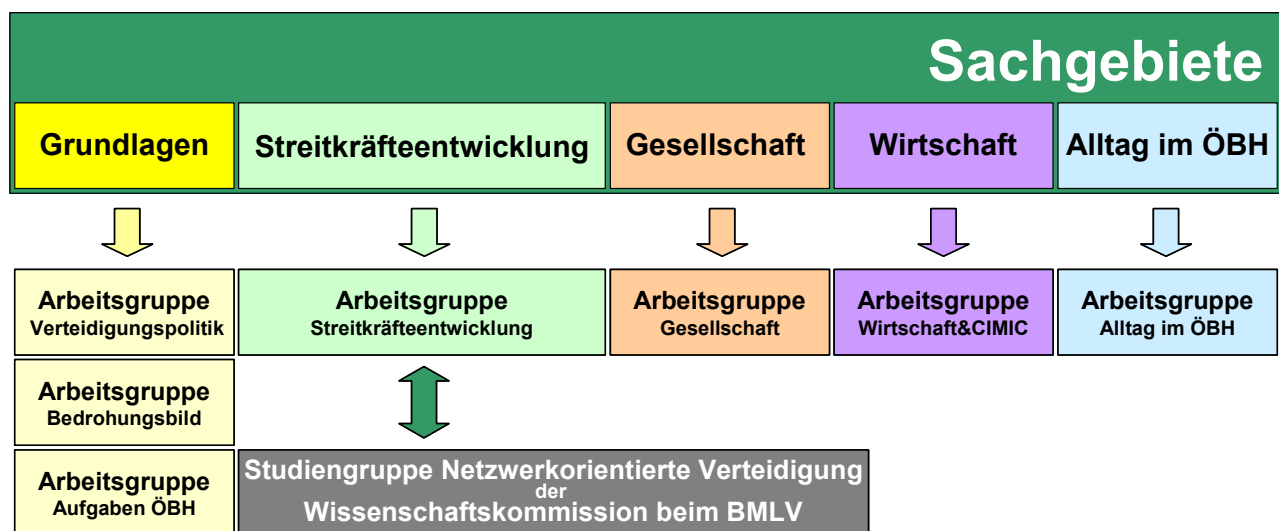 Sachgebiete
Grundlagen
Streitkräfteentwicklung
Gesellschaft
Wirtschaft
Alltag im ÖBH
Arbeitsgruppe
Verteidigungspolitik
Arbeitsgruppe
Streitkräfteentwicklung
Arbeitsgruppe
Gesellschaft
Arbeitsgruppe
Wirtschaft&CIMIC
Arbeitsgruppe
Alltag im ÖBH
Arbeitsgruppe
Bedrohungsbild
Arbeitsgruppe
Aufgaben ÖBH
Studiengruppe Netzwerkorientierte Verteidigung
der
Wissenschaftskommission beim BMLV